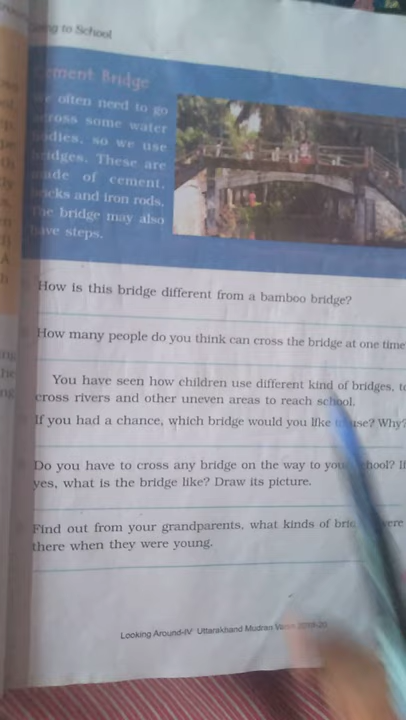 Going to School
Cement Bridge
We often need to go
across some water
bodies, so we use
bridges. These are
made of cement,
bricks and iron rods.
The bridge may also
have steps.
How is this bridge different from a bamboo bridge?
How many people do you think can cross the bridge at one time
You have seen how children use different kind of bridges, to
cross rivers and other uneven areas to reach school.
If you had a chance, which bridge would you like to use? Why?
Do you have to cross any bridge on the way to your school? If
yes, what is the bridge like? Draw its picture.
Find out from your grandparents, what kinds of were
there when they were young.
Looking Around-IV Uttarakhand Mudran 2019-20